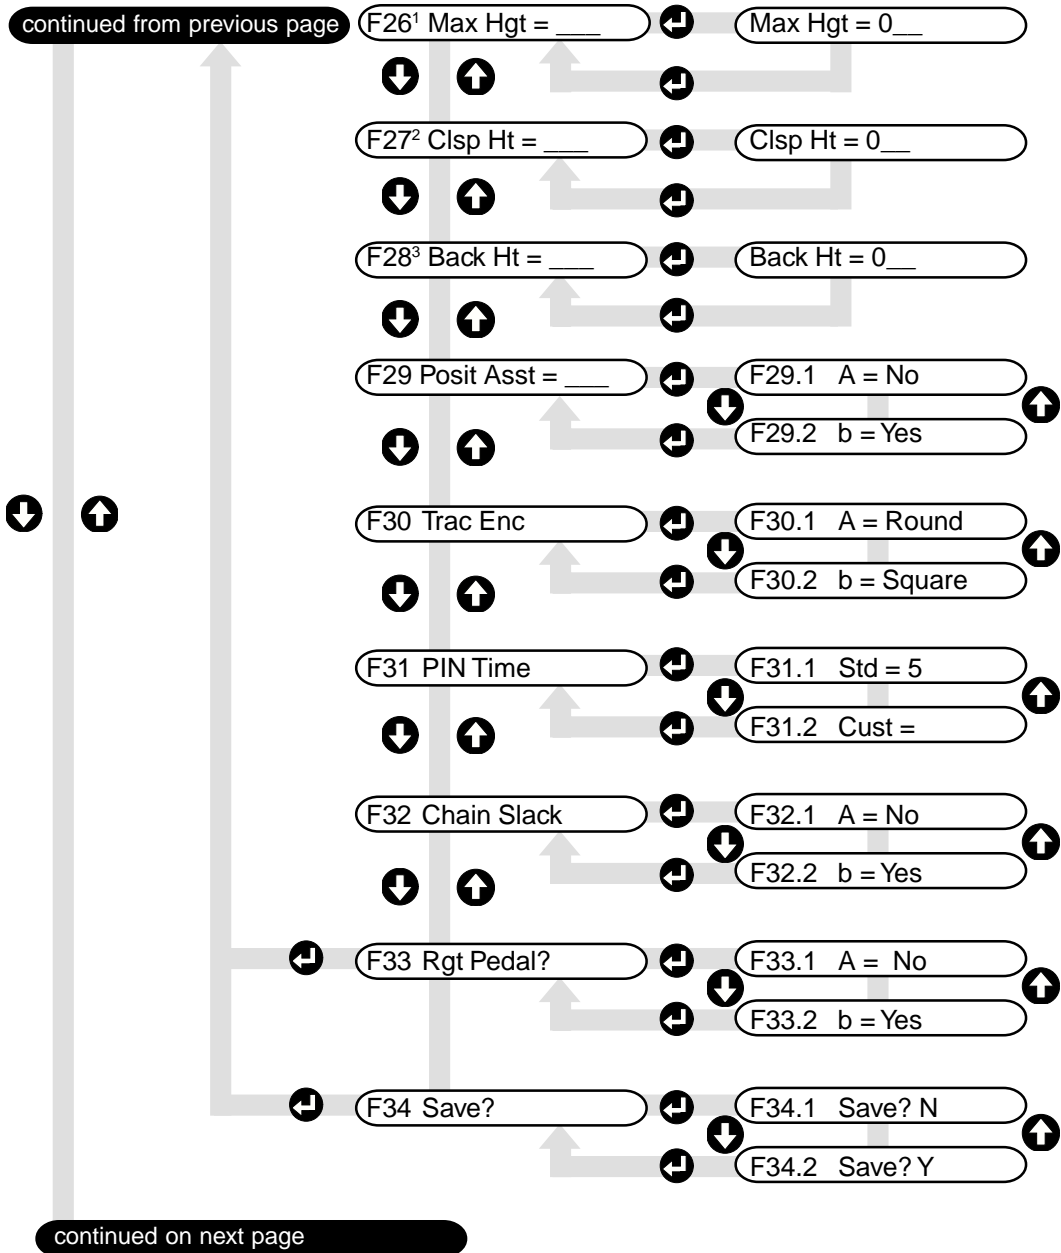 continued from previous page
F26¹ Max Hgt = ___
Max Hgt = 0__
F27² Clsp Ht = ___
Clsp Ht = 0__
F28³ Back Ht = ___
Back Ht = 0__
F29 Posit Asst = ___
F29.1 A = No
F29.2 b = Yes
F30 Trac Enc
F30.1 A = Round
F30.2 b = Square
F31 PIN Time
F31.1 Std = 5
F31.2 Cust =
F32 Chain Slack
F32.1 A = No
F32.2 b = Yes
F33 Rgt Pedal?
F33.1 A = No
F33.2 b = Yes
F34 Save?
F34.1 Save? N
F34.2 Save? Y
continued on next page